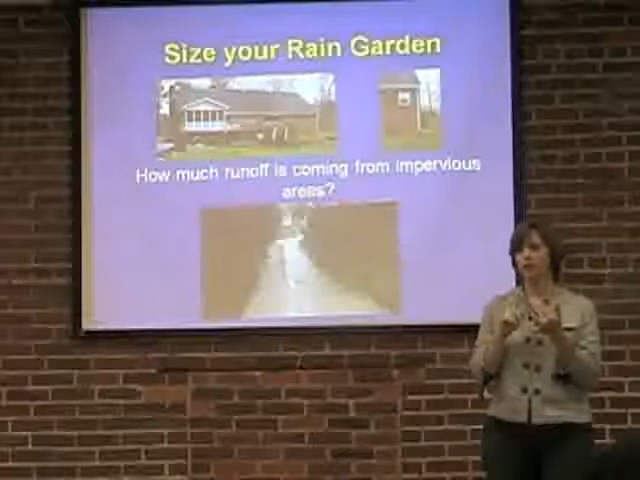 Size your Rain Garden
How much runoff is coming from impervious
areas?